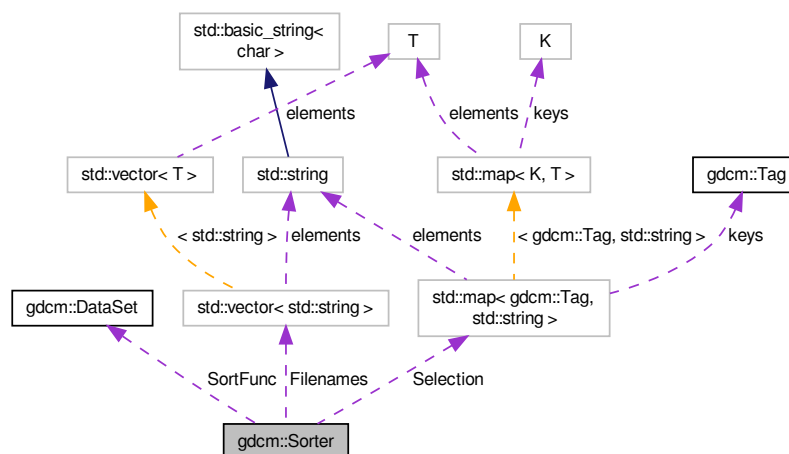 std::basic_string<
char >
T
K
elements
elements
keys
std::vector< T >
std::string
std::map< K, T >
gdcm::Tag
< std::string >
elements
elements
< gdcm::Tag, std::string >
keys
gdcm::DataSet
std::vector< std::string >
std::map< gdcm::Tag,
std::string >
SortFunc
Filenames
Selection
gdcm::Sorter